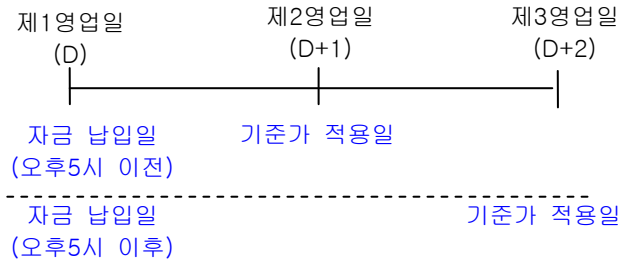 제1영업일 제2영업일 제3영업일
(D) (D+1) (D+2)
자금 납입일 기준가 적용일
(오후5시 이전)
자금 납입일 기준가 적용일
(오후5시 이후)